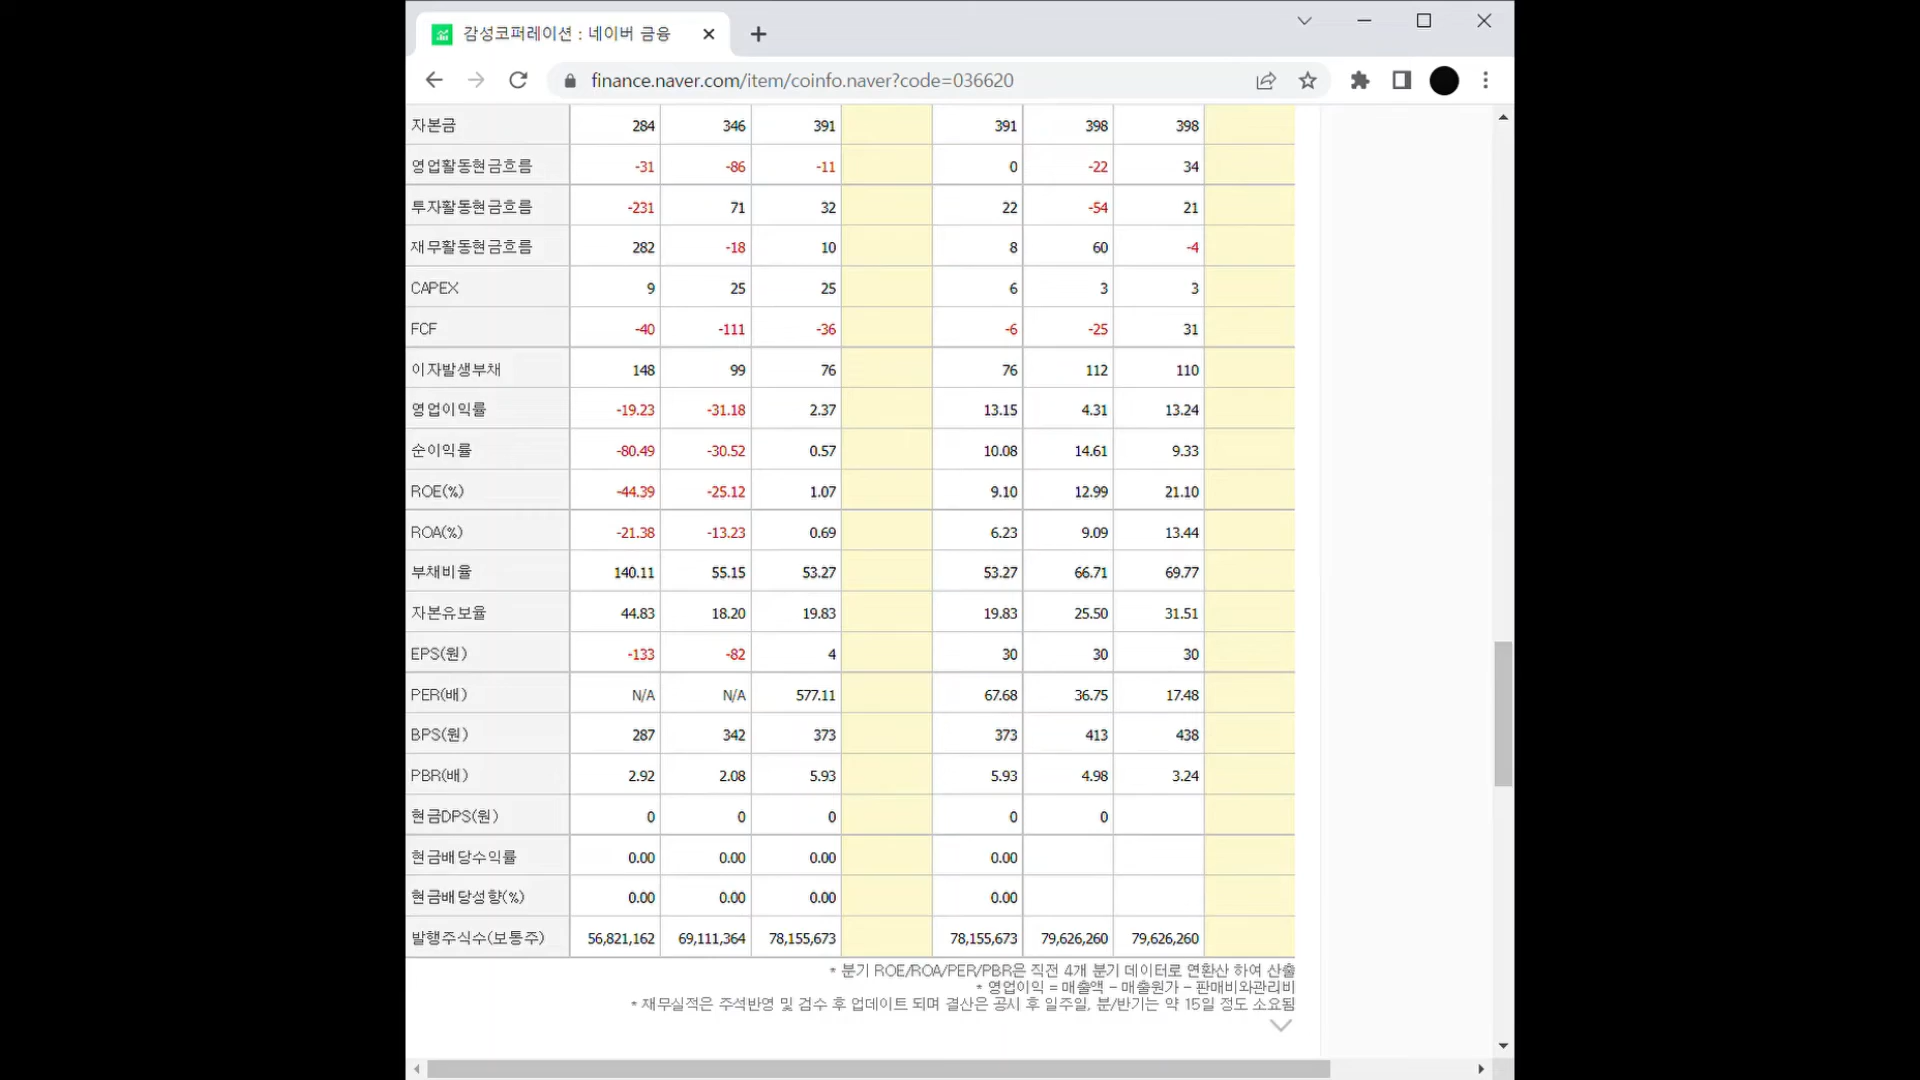 감성코퍼레이션 : 네이버 금융
finance.naver.com/item/coinfo.naver?code=036620
자본금 284 346 391 391 398 398
영업활동현금흐름 -31 -86 -11 0 -22 34
투자활동현금흐름 -231 71 32 22 -54 21
재무활동현금흐름 282 -18 10 8 60 -4
CAPEX 9 25 25 6 3 3
FCF -40 -111 -36 -6 -25 31
이자발생부채 148 99 76 76 112 110
영업이익률 -19.23 -31.18 2.37 13.15 4.31 13.24
순이익률 -80.49 -30.52 0.57 10.08 14.61 9.33
ROE(%) -44.39 -25.12 1.07 9.10 12.99 21.10
ROA(%) -21.38 -13.23 0.69 6.23 9.09 13.44
부채비율 140.11 55.15 53.27 53.27 66.71 69.77
자본유보율 44.83 18.20 19.83 19.83 25.50 31.51
EPS(원) -133 -82 4 30 30 30
PER(배) N/A N/A 577.11 67.68 36.75 17.48
BPS(원) 287 342 373 373 413 438
PBR(배) 2.92 2.08 5.93 5.93 4.98 3.24
현금DPS(원) 0 0 0 0 0
현금배당수익률 0.00 0.00 0.00 0.00
현금배당성향(%) 0.00 0.00 0.00 0.00
발행주식수(보통주) 56,821,162 69,111,364 78,155,673 78,155,673 79,626,260 79,626,260
* 분기 ROE/ROA/PER/PBR은 직전 4개 분기 데이터로 연환산 하여 산출
* 영업이익 = 매출액 - 매출원가 - 판매비와관리비
* 재무실적은 주석반영 및 검수 후 업데이트 되며 결산은 공시 후 일주일, 분/반기는 약 15일 정도 소요됨